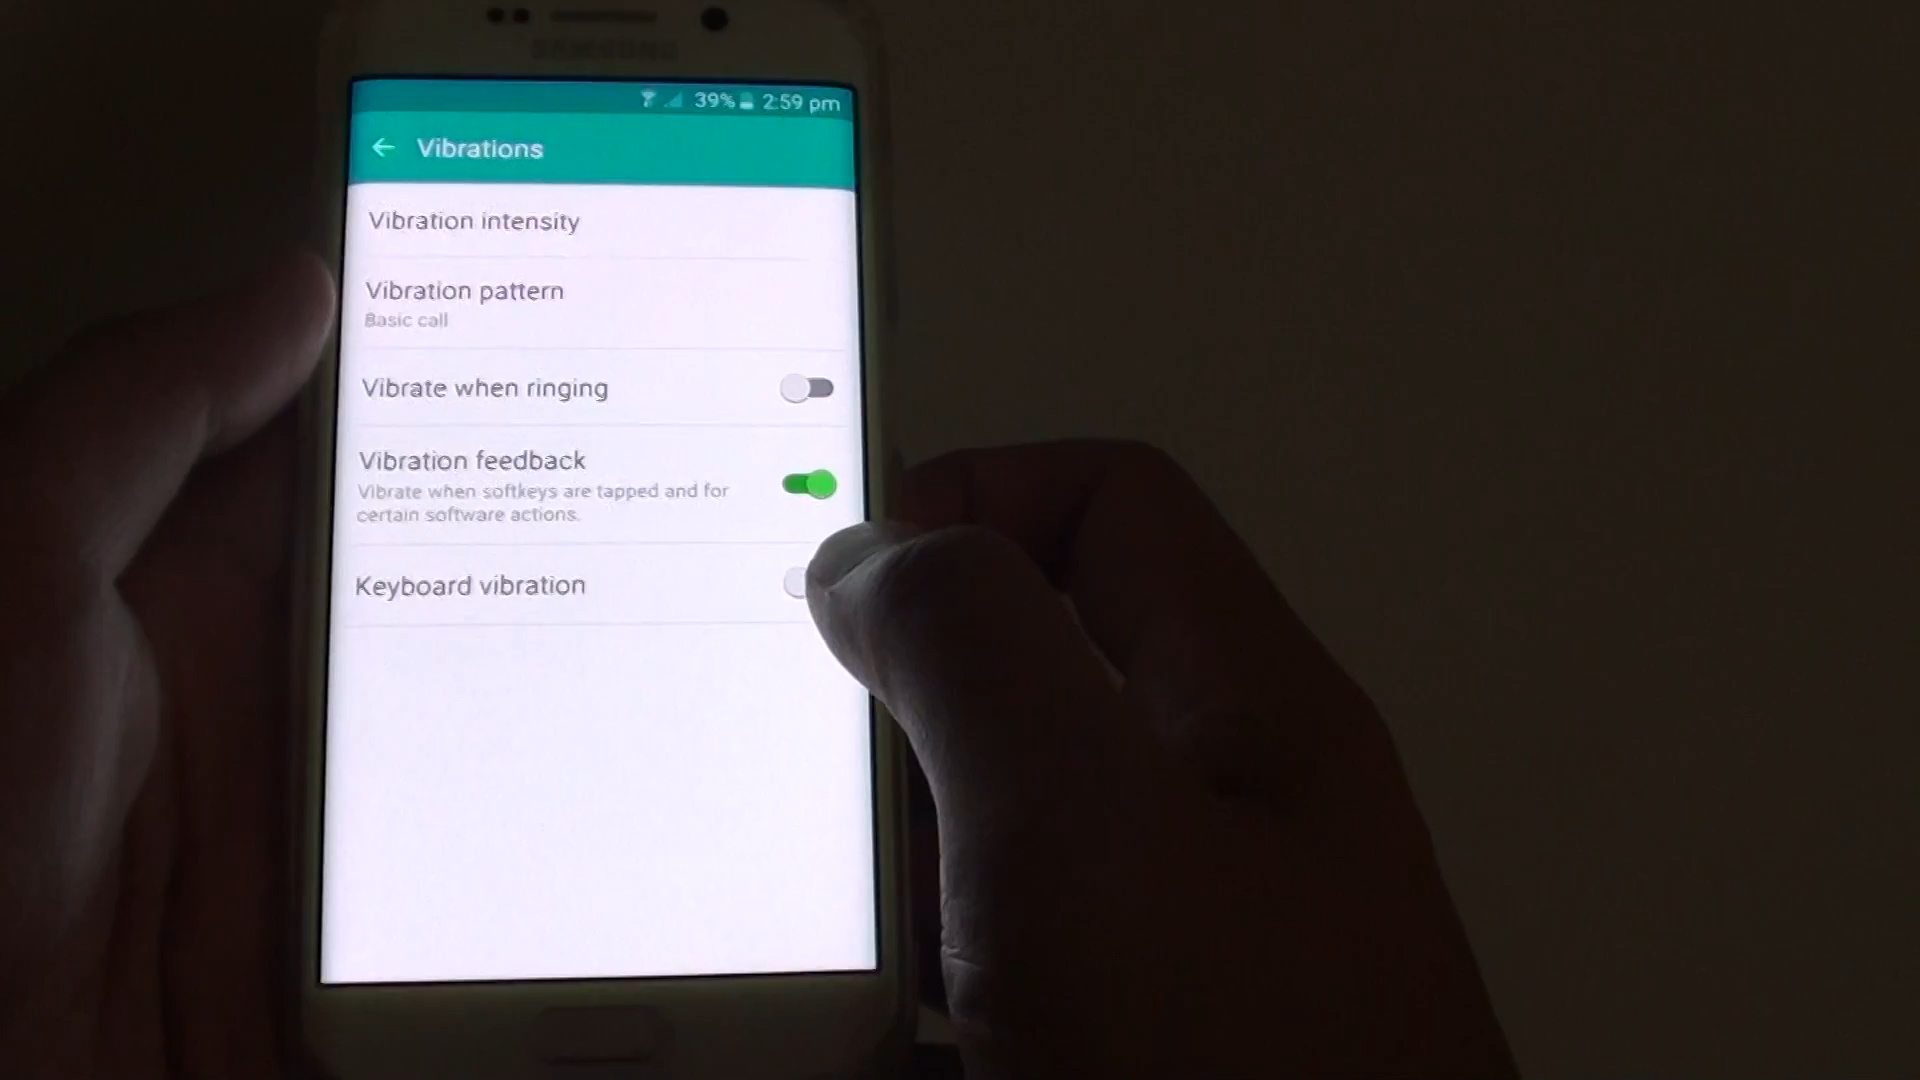 SAMSUNG
39% 2:59 pm
Vibrations
Vibration intensity
Vibration pattern
Basic call
Vibrate when ringing
Vibration feedback
Vibrate when softkeys are tapped and for
certain software actions.
Keyboard vibration